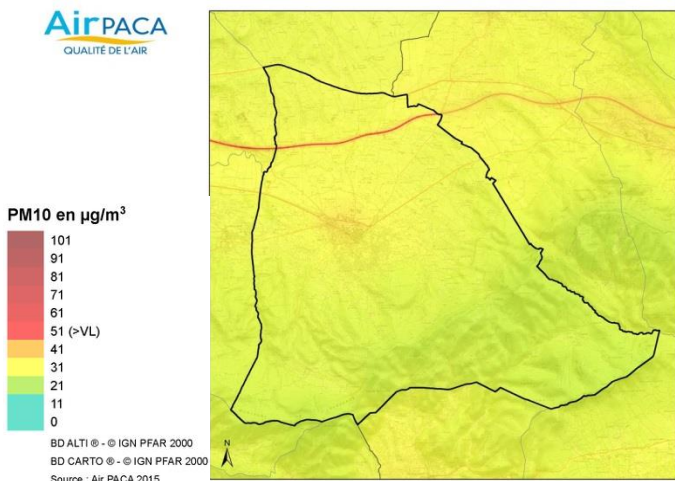 AirPACA
QUALITÉ DE L'AIR
PM10 en µg/m³
101
91
81
71
61
51 (>VL)
41
31
21
11
0
BD ALTI ® - © IGN PFAR 2000
BD CARTO ® - © IGN PFAR 2000
Source : Air PACA 2015
N